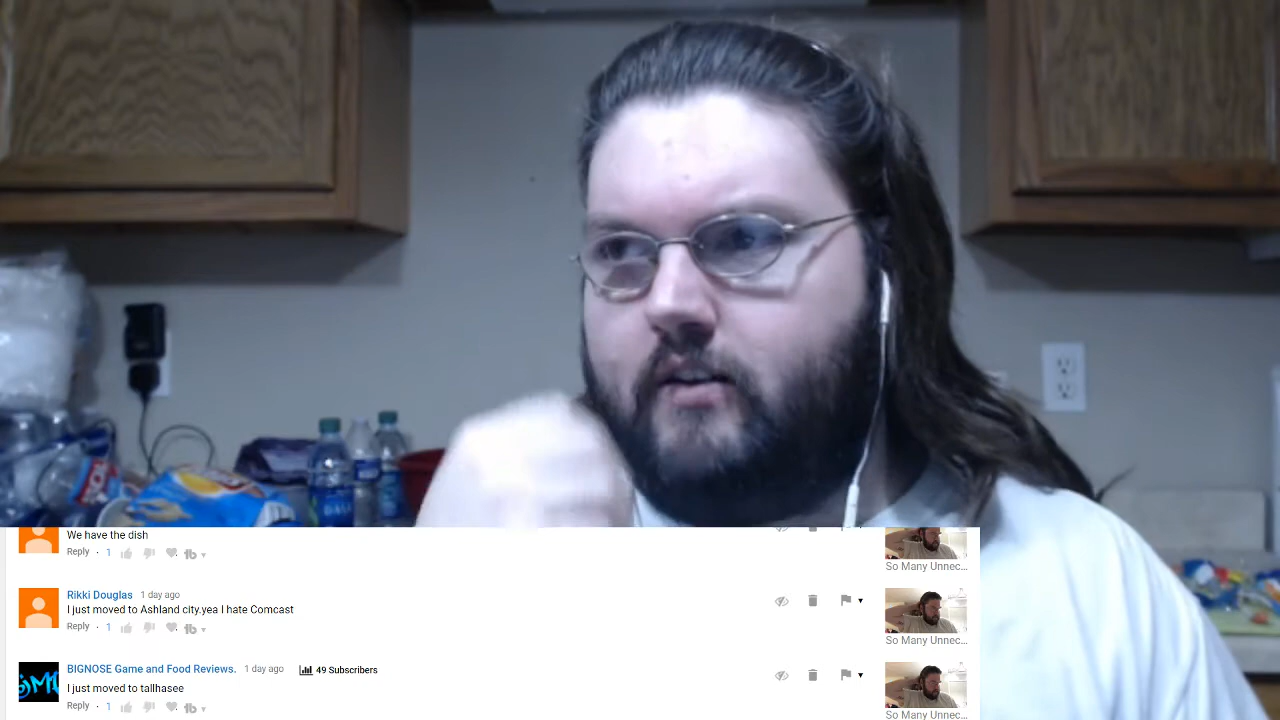 We have the dish
Reply · 1
So Many Unnec...
Rikki Douglas 1 day ago
I just moved to Ashland city.yea I hate Comcast
Reply · 1
So Many Unnec...
BIGNOSE Game and Food Reviews. 1 day ago 49 Subscribers
I just moved to tallhasee
Reply · 1
So Many Unnec...